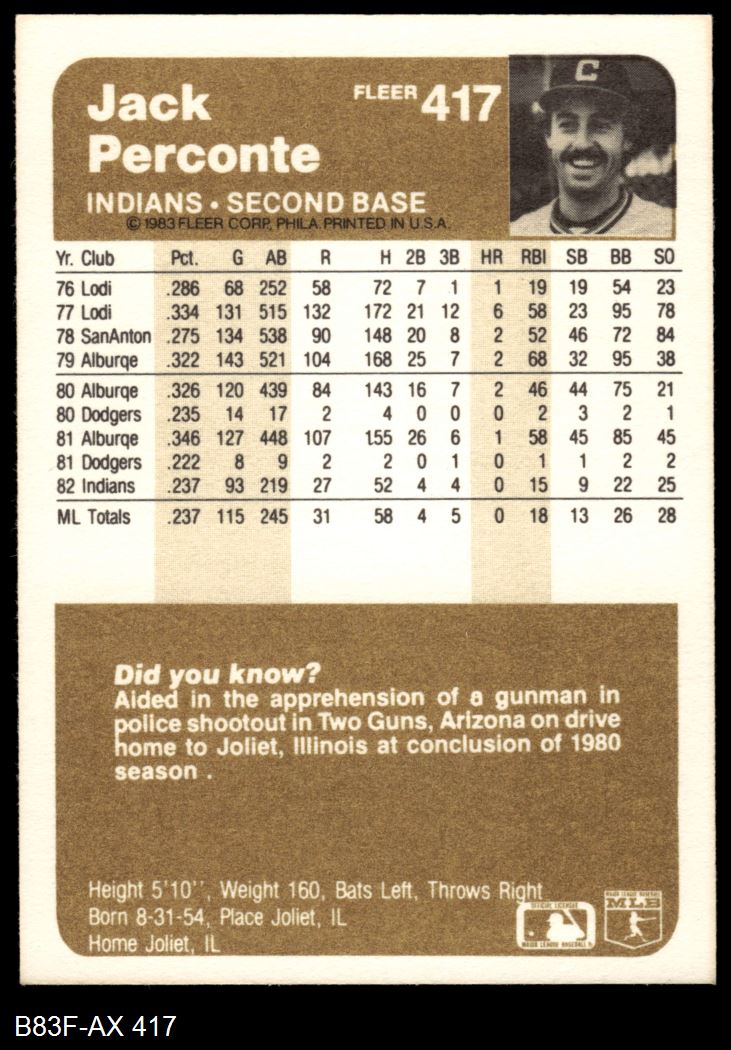 Jack
Perconte
FLEER 417
C
INDIANS • SECOND BASE
© 1983 FLEER CORP., PHILA. PRINTED IN U.S.A.
Yr. Club Pct. G AB R H 2B 3B HR RBI SB BB SO
76 Lodi .286 68 252 58 72 7 1 1 19 19 54 23
77 Lodi .334 131 515 132 172 21 12 6 58 23 95 78
78 SanAnton .275 134 538 90 148 20 8 2 52 46 72 84
79 Alburqe .322 143 521 104 168 25 7 2 68 32 95 38
80 Alburqe .326 120 439 84 143 16 7 2 46 44 75 21
80 Dodgers .235 14 17 2 4 0 0 0 2 3 2 1
81 Alburqe .346 127 448 107 155 26 6 1 58 45 85 45
81 Dodgers .222 8 9 2 2 0 1 0 1 1 2 2
82 Indians .237 93 219 27 52 4 4 0 15 9 22 25
ML Totals .237 115 245 31 58 4 5 0 18 13 26 28
Did you know?
Aided in the apprehension of a gunman in
police shootout in Two Guns, Arizona on drive
home to Joliet, Illinois at conclusion of 1980
season .
Height 5'10'', Weight 160, Bats Left, Throws Right
Born 8-31-54, Place Joliet, IL
Home Joliet, IL
OFFICIAL LICENSEE
MAJOR LEAGUE BASEBALL
MAJOR LEAGUE BASEBALL
MLB
B83F-AX 417